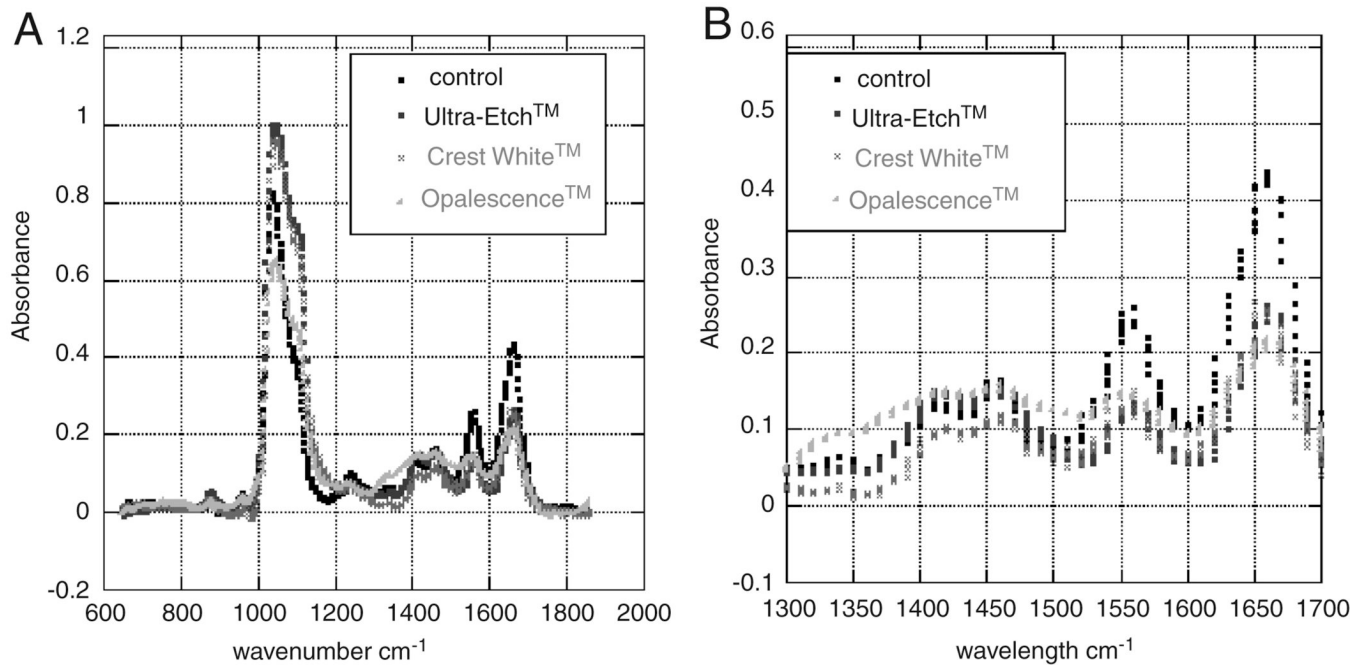 A
1.2
1
0.8
0.6
0.4
0.2
0
-0.2
Absorbance
600 800 1000 1200 1400 1600 1800 2000
wavenumber cm-1
control
Ultra-Etch™
Crest White™
Opalescence™
B
0.6
0.5
0.4
0.3
0.2
0.1
0
-0.1
Absorbance
1300 1350 1400 1450 1500 1550 1600 1650 1700
wavelength cm-1
control
Ultra-Etch™
Crest White™
Opalescence™